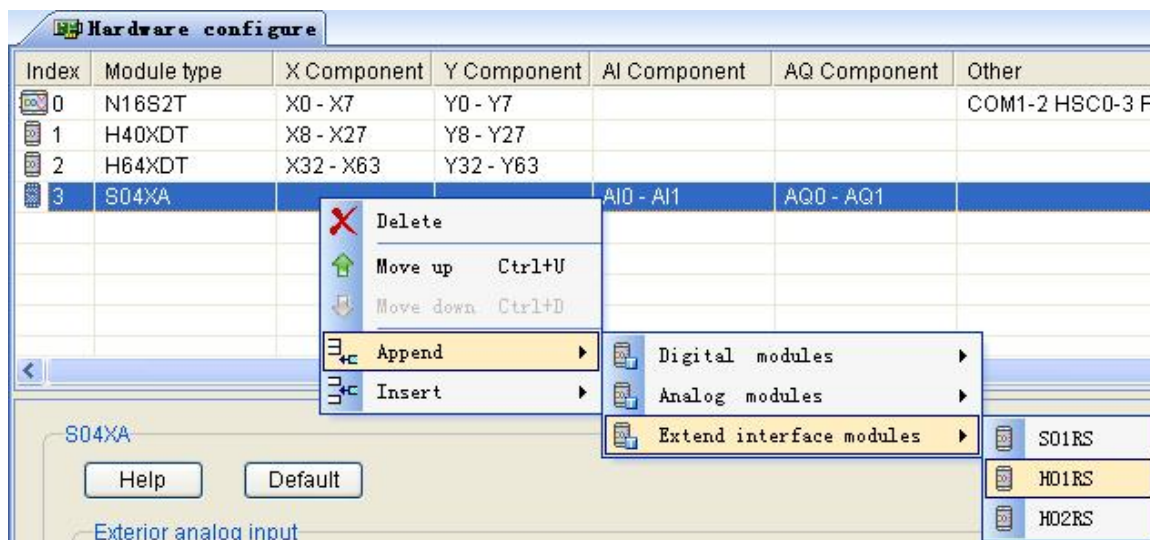 Hardware configure
Index Module type X Component Y Component AI Component AQ Component Other
0 N16S2T X0 - X7 Y0 - Y7 COM1-2 HSC0-3 F
1 H40XDT X8 - X27 Y8 - Y27
2 H64XDT X32 - X63 Y32 - Y63
3 S04XA AI0 - AI1 AQ0 - AQ1
Delete
Move up Ctrl+U
Move down Ctrl+D
Append
Insert
Digital modules
Analog modules
Extend interface modules
S01RS
H01RS
H02RS
S04XA
Help Default
Exterior analog input